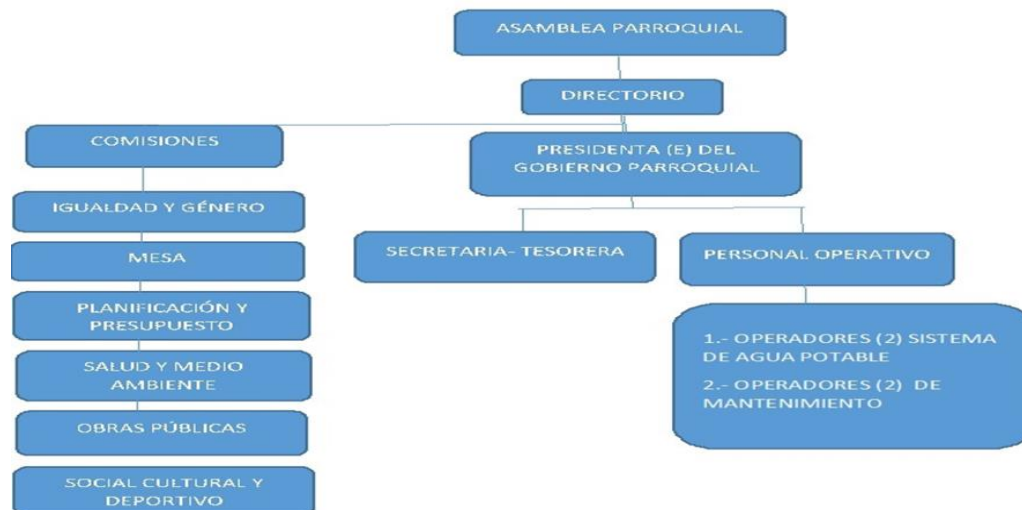 ASAMBLEA PARROQUIAL
DIRECTORIO
COMISIONES
PRESIDENTA (E) DEL
GOBIERNO PARROQUIAL
IGUALDAD Y GÉNERO
MESA
PLANIFICACIÓN Y
PRESUPUESTO
SALUD Y MEDIO
AMBIENTE
OBRAS PÚBLICAS
SOCIAL CULTURAL Y
DEPORTIVO
SECRETARIA- TESORERA
PERSONAL OPERATIVO
1.- OPERADORES (2) SISTEMA
DE AGUA POTABLE
2.- OPERADORES (2) DE
MANTENIMIENTO